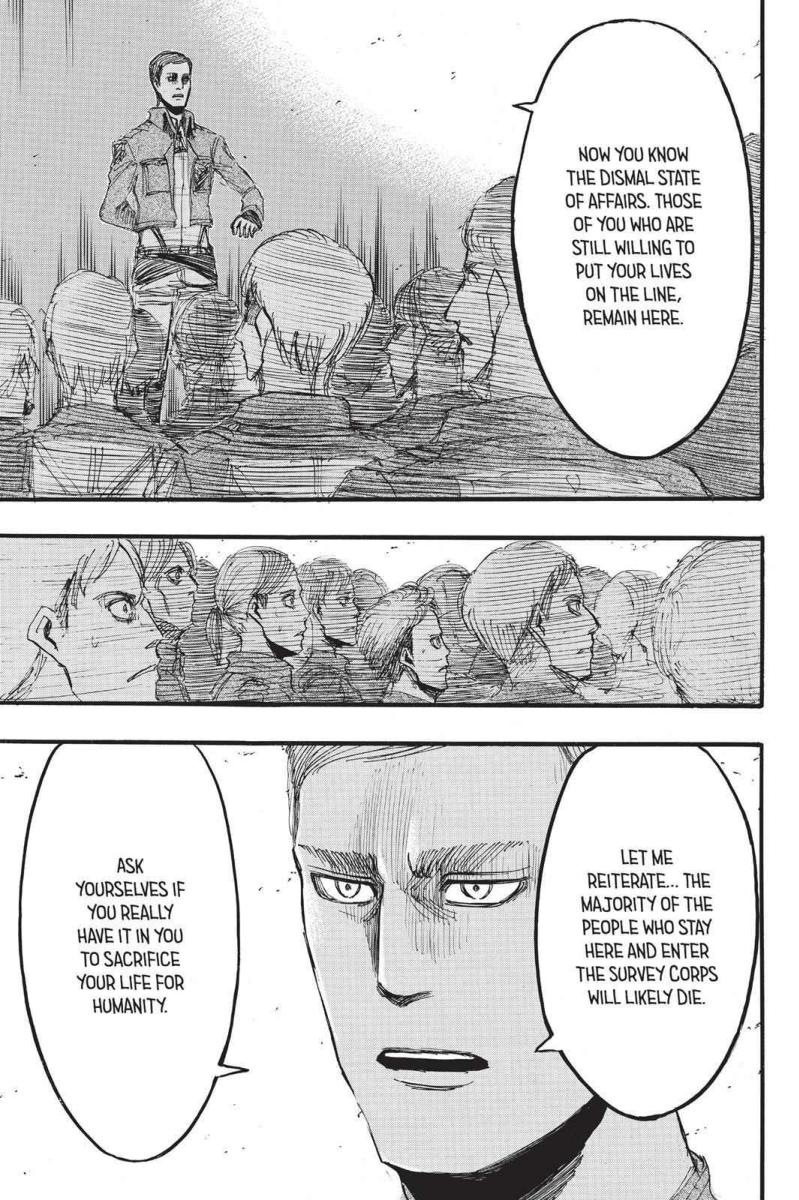 NOW YOU KNOW
THE DISMAL STATE
OF AFFAIRS. THOSE
OF YOU WHO ARE
STILL WILLING TO
PUT YOUR LIVES
ON THE LINE,
REMAIN HERE.
LET ME
REITERATE... THE
MAJORITY OF THE
PEOPLE WHO STAY
HERE AND ENTER
THE SURVEY CORPS
WILL LIKELY DIE.
ASK
YOURSELVES IF
YOU REALLY
HAVE IT IN YOU
TO SACRIFICE
YOUR LIFE FOR
HUMANITY.